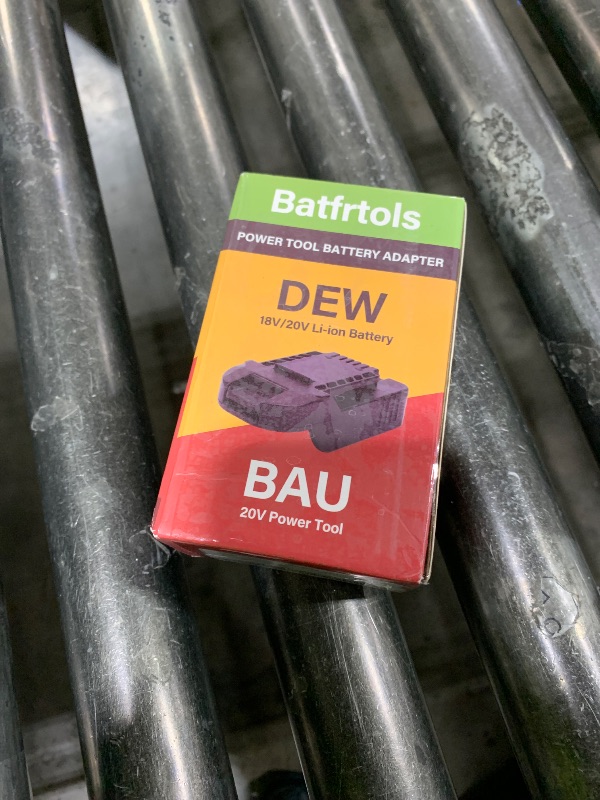 Batfrtols
POWER TOOL BATTERY ADAPTER
DEW
18V/20V Li-ion Battery
BAU
20V Power Tool